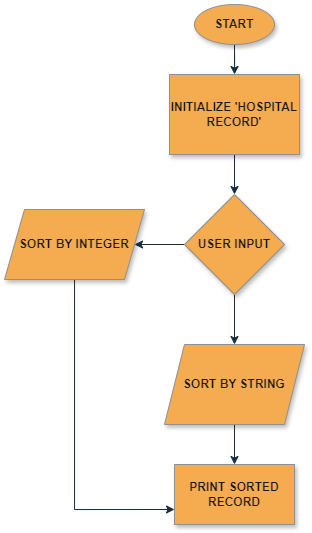 START
INITIALIZE 'HOSPITAL
RECORD'
USER INPUT
SORT BY INTEGER
SORT BY STRING
PRINT SORTED
RECORD